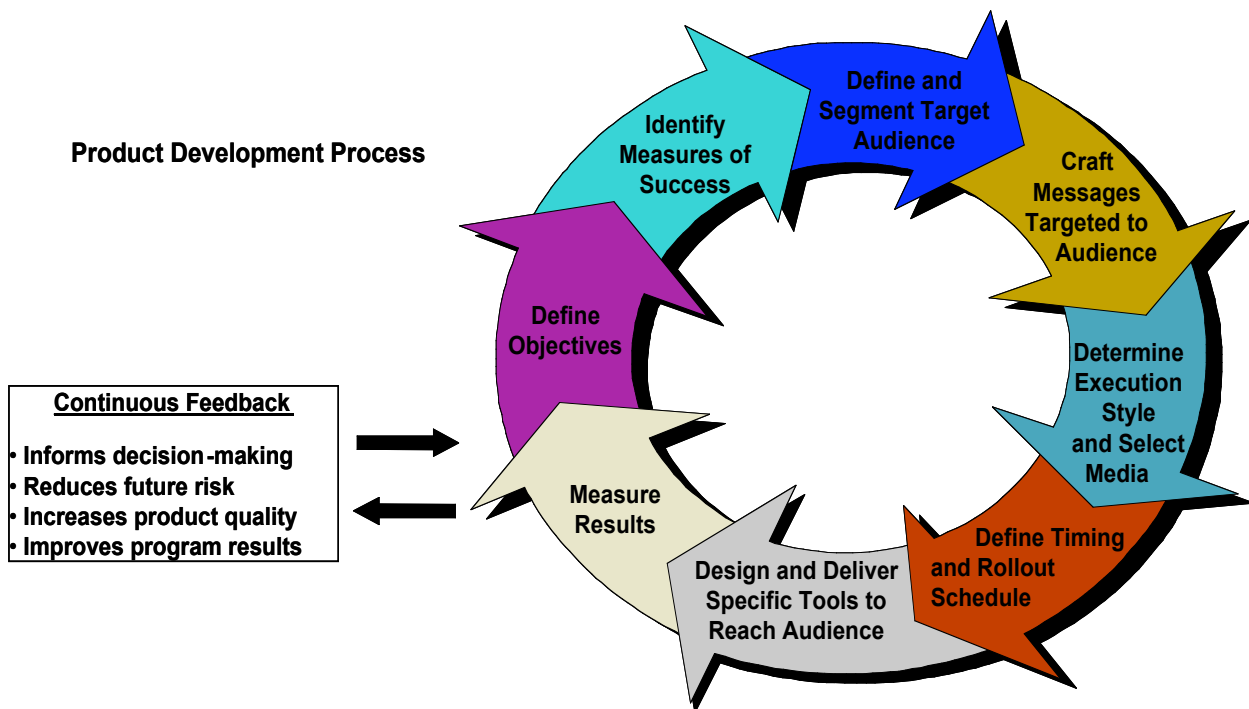 Product Development Process
Define and
Segment Target
Audience
Identify
Measures of
Success
Craft
Messages
Targeted to
Audience
Define
Objectives
Determine
Execution
Style
and Select
Media
Continuous Feedback
• Informs decision-making
• Reduces future risk
• Increases product quality
• Improves program results
Measure
Results
Define Timing
and Rollout
Schedule
Design and Deliver
Specific Tools to
Reach Audience